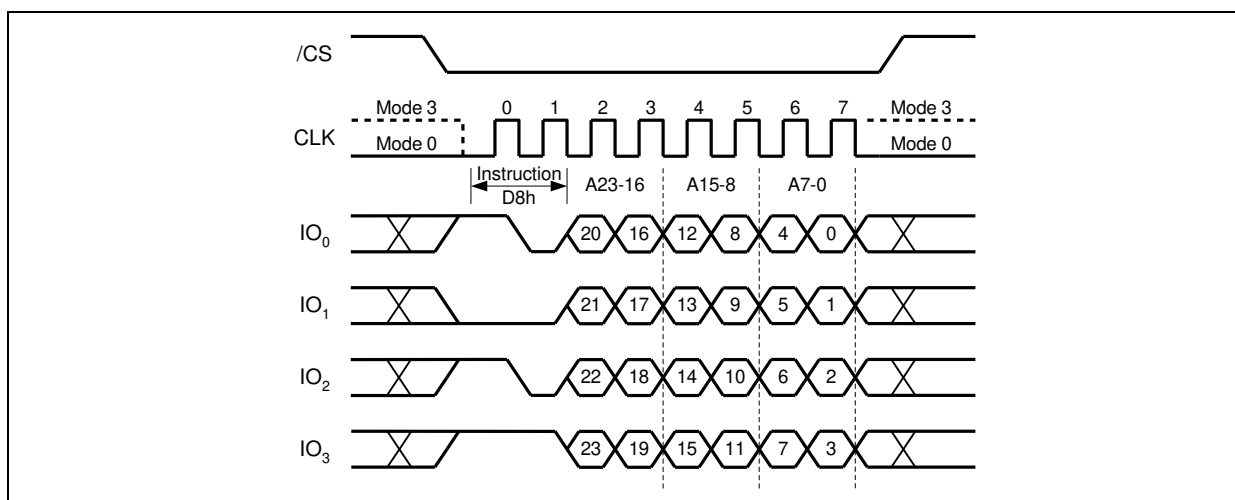 /CS
Mode 3 0 1 2 3 4 5 6 7 Mode 3
CLK
Mode 0 Mode 0
Instruction A23-16 A15-8 A7-0
D8h
IO0 20 16 12 8 4 0
IO1 21 17 13 9 5 1
IO2 22 18 14 10 6 2
IO3 23 19 15 11 7 3